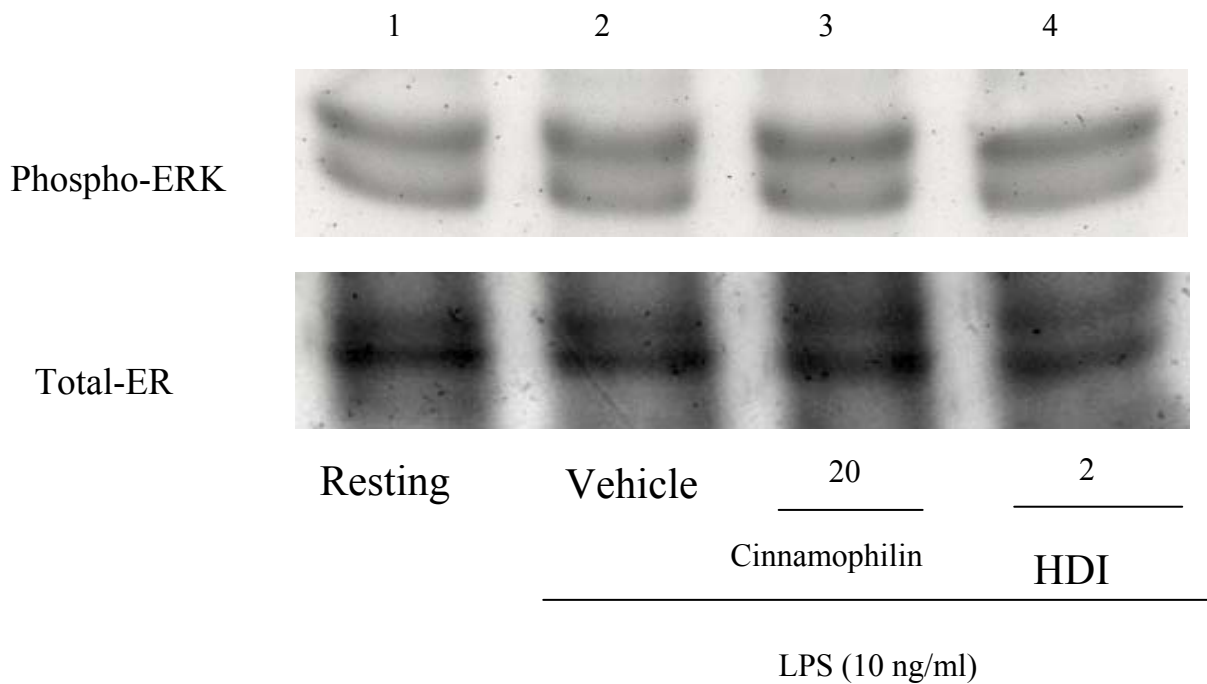 1 2 3 4
Phospho-ERK
Total-ER
Resting Vehicle 20 2
Cinnamophilin HDI
LPS (10 ng/ml)